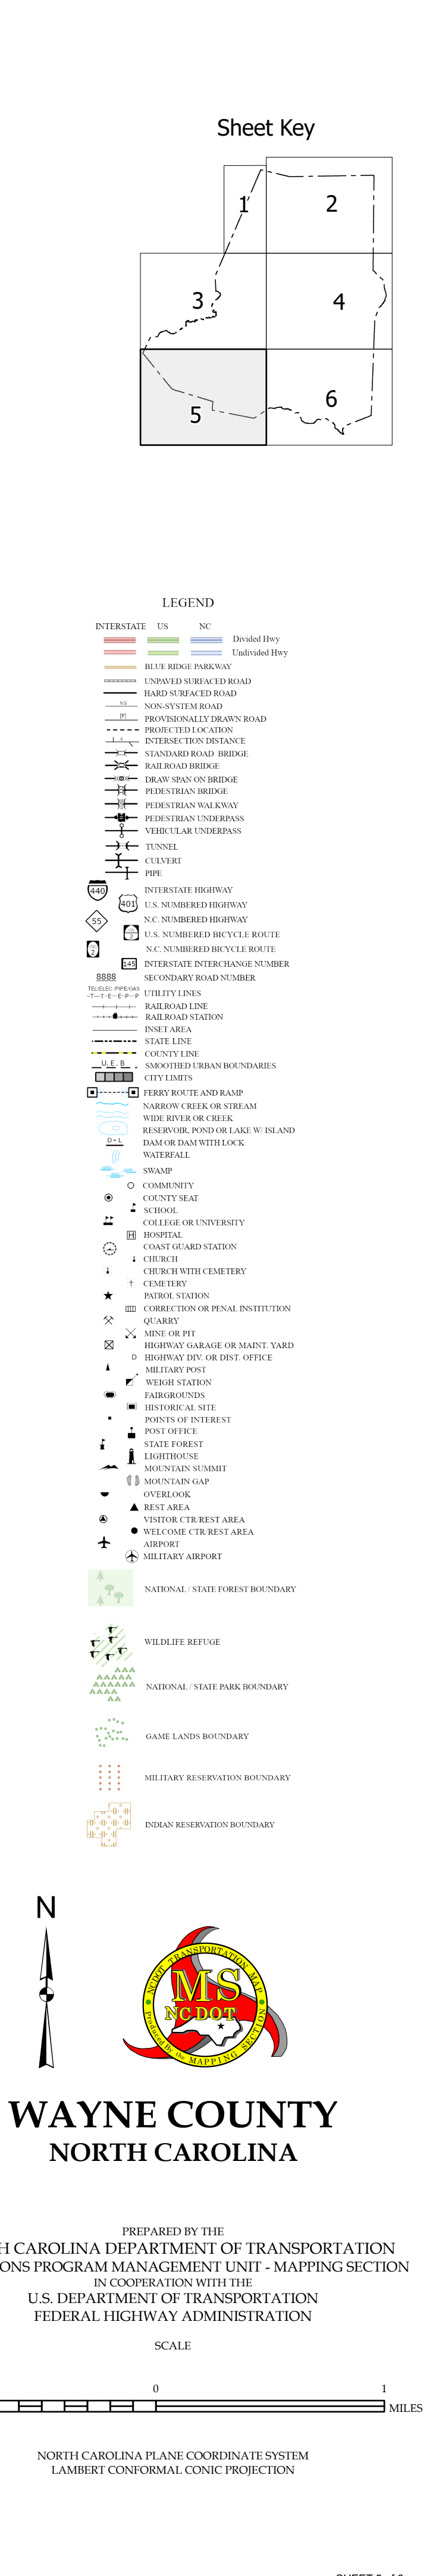 Sheet Key
1
2
3
4
5
6
LEGEND
INTERSTATE US NC
Divided Hwy
Undivided Hwy
BLUE RIDGE PARKWAY
UNPAVED SURFACED ROAD
HARD SURFACED ROAD
NS NON-SYSTEM ROAD
[P] PROVISIONALLY DRAWN ROAD
PROJECTED LOCATION
INTERSECTION DISTANCE
STANDARD ROAD BRIDGE
RAILROAD BRIDGE
DRAW SPAN ON BRIDGE
PEDESTRIAN BRIDGE
PEDESTRIAN WALKWAY
PEDESTRIAN UNDERPASS
VEHICULAR UNDERPASS
TUNNEL
CULVERT
PIPE
440 INTERSTATE HIGHWAY
401 U.S. NUMBERED HIGHWAY
55 N.C. NUMBERED HIGHWAY
2 U.S. NUMBERED BICYCLE ROUTE
2 N.C. NUMBERED BICYCLE ROUTE
145 INTERSTATE INTERCHANGE NUMBER
8888 SECONDARY ROAD NUMBER
TEL/ELEC/PIPE/GAS
-T--T-E--E-P-P UTILITY LINES
RAILROAD LINE
RAILROAD STATION
INSET AREA
STATE LINE
COUNTY LINE
U.E.B SMOOTHED URBAN BOUNDARIES
CITY LIMITS
FERRY ROUTE AND RAMP
NARROW CREEK OR STREAM
WIDE RIVER OR CREEK
RESERVOIR, POND OR LAKE W/ ISLAND
D-L DAM OR DAM WITH LOCK
WATERFALL
SWAMP
COMMUNITY
COUNTY SEAT
SCHOOL
COLLEGE OR UNIVERSITY
H HOSPITAL
COAST GUARD STATION
CHURCH
CHURCH WITH CEMETERY
CEMETERY
PATROL STATION
CORRECTION OR PENAL INSTITUTION
QUARRY
MINE OR PIT
HIGHWAY GARAGE OR MAINT. YARD
D HIGHWAY DIV. OR DIST. OFFICE
MILITARY POST
WEIGH STATION
FAIRGROUNDS
HISTORICAL SITE
POINTS OF INTEREST
POST OFFICE
STATE FOREST
LIGHTHOUSE
MOUNTAIN SUMMIT
MOUNTAIN GAP
OVERLOOK
REST AREA
VISITOR CTR/REST AREA
WELCOME CTR/REST AREA
AIRPORT
MILITARY AIRPORT
NATIONAL / STATE FOREST BOUNDARY
WILDLIFE REFUGE
NATIONAL / STATE PARK BOUNDARY
GAME LANDS BOUNDARY
MILITARY RESERVATION BOUNDARY
INDIAN RESERVATION BOUNDARY
N
NCDOT TRANSPORTATION MAP
MS
NCDOT
Produced By the MAPPING SECTION
WAYNE COUNTY
NORTH CAROLINA
PREPARED BY THE
H CAROLINA DEPARTMENT OF TRANSPORTATION
ONS PROGRAM MANAGEMENT UNIT - MAPPING SECTION
IN COOPERATION WITH THE
U.S. DEPARTMENT OF TRANSPORTATION
FEDERAL HIGHWAY ADMINISTRATION
SCALE
0 1
MILES
NORTH CAROLINA PLANE COORDINATE SYSTEM
LAMBERT CONFORMAL CONIC PROJECTION